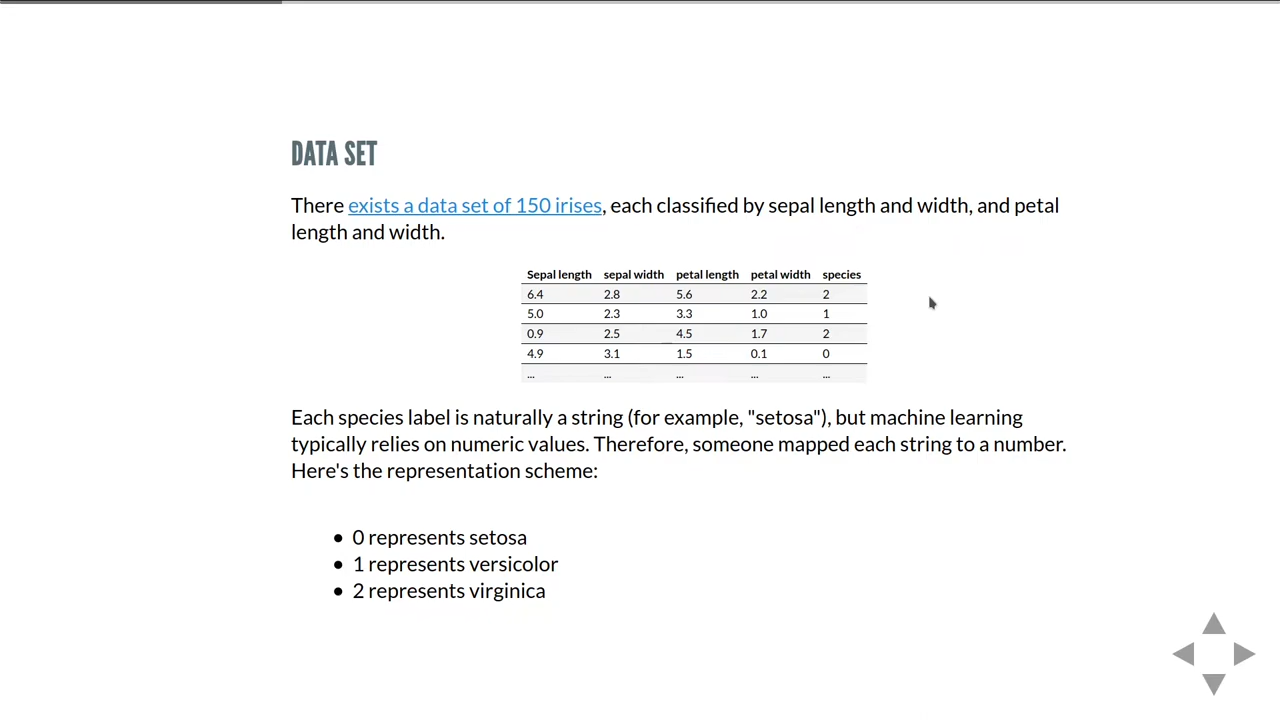 DATA SET
There exists a data set of 150 irises, each classified by sepal length and width, and petal
length and width.
Sepal length sepal width petal length petal width species
6.4 2.8 5.6 2.2 2
5.0 2.3 3.3 1.0 1
0.9 2.5 4.5 1.7 2
4.9 3.1 1.5 0.1 0
... ... ... ... ...
Each species label is naturally a string (for example, "setosa"), but machine learning
typically relies on numeric values. Therefore, someone mapped each string to a number.
Here's the representation scheme:
• 0 represents setosa
• 1 represents versicolor
• 2 represents virginica